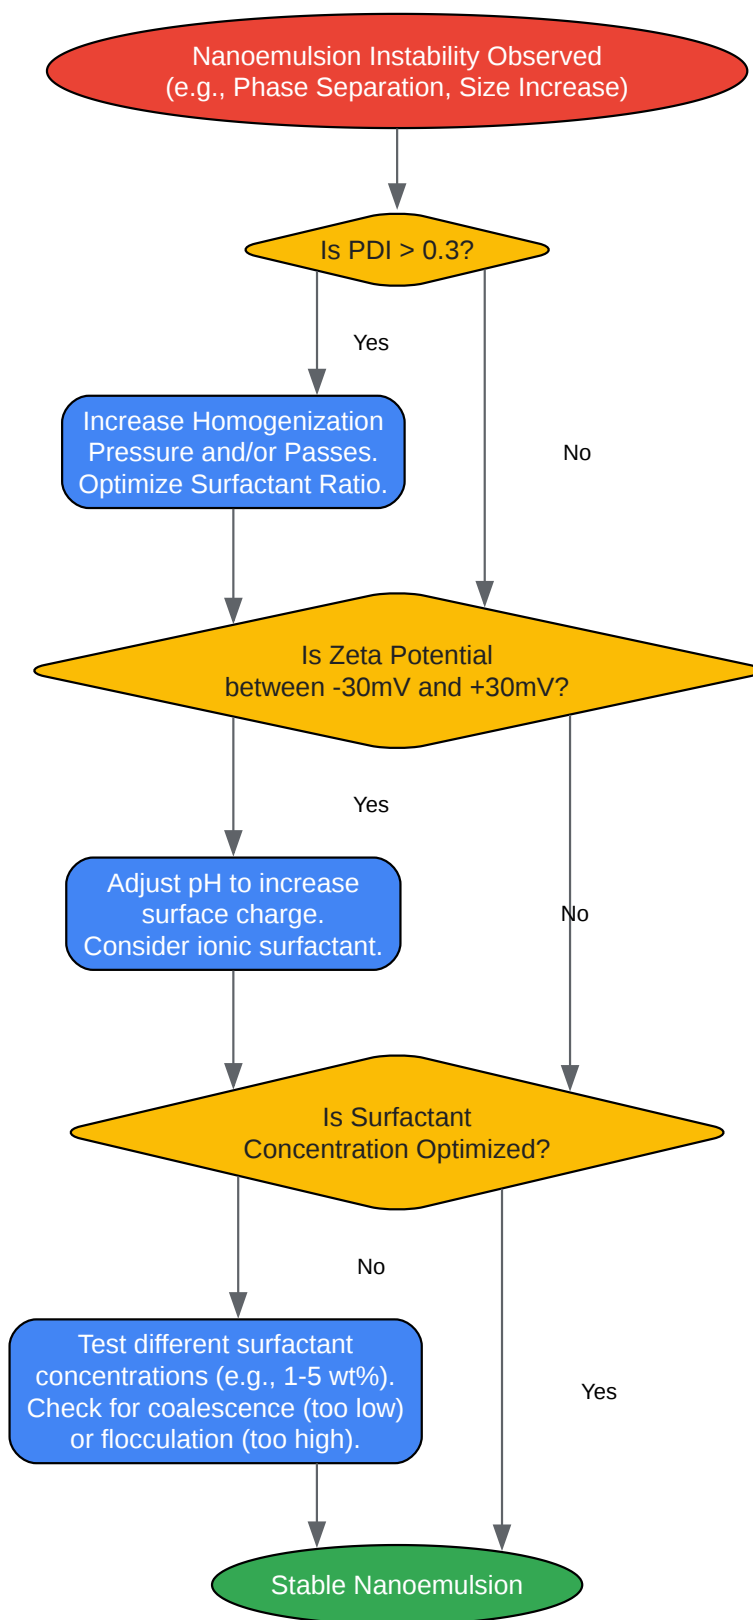 Nanoemulsion Instability Observed
(e.g., Phase Separation, Size Increase)
Is PDI > 0.3?
Yes
Increase Homogenization
Pressure and/or Passes.
Optimize Surfactant Ratio.
No
Is Zeta Potential
between -30mV and +30mV?
Yes
Adjust pH to increase
surface charge.
Consider ionic surfactant.
No
Is Surfactant
Concentration Optimized?
No
Test different surfactant
concentrations (e.g., 1-5 wt%).
Check for coalescence (too low)
or flocculation (too high).
Yes
Stable Nanoemulsion